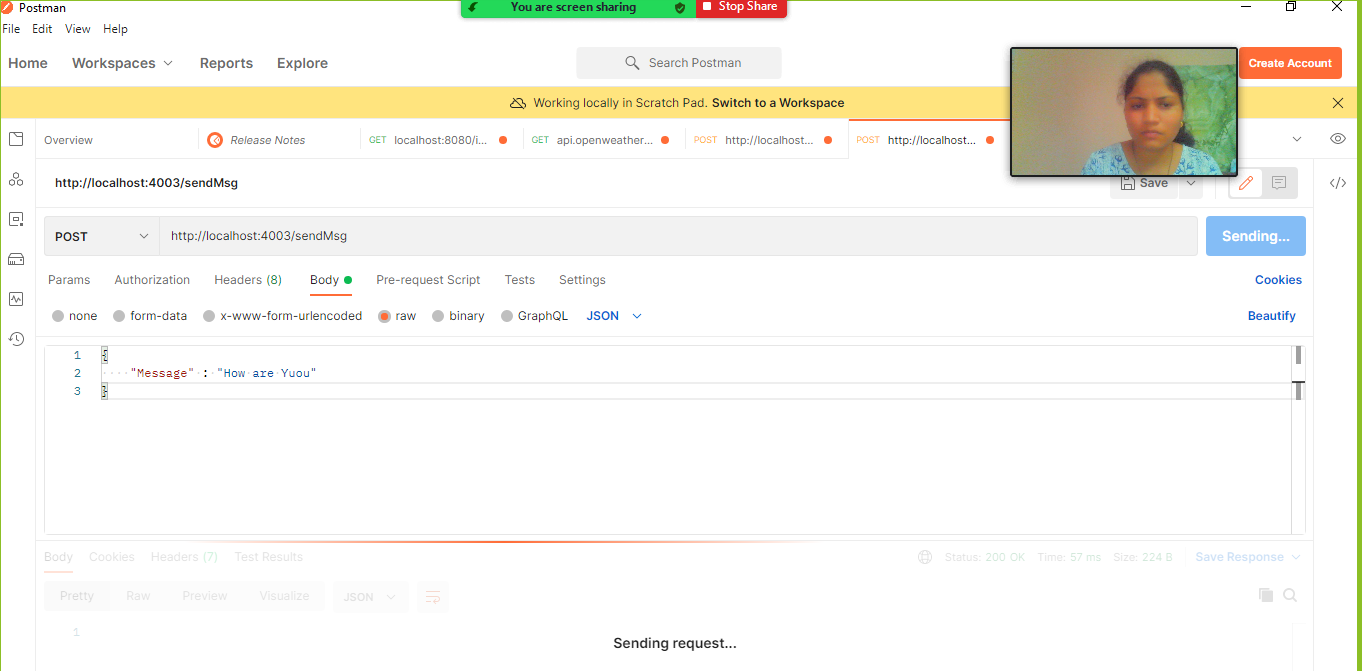 Postman
You are screen sharing
Stop Share
File Edit View Help
Home Workspaces Reports Explore
Search Postman
Create Account
Working locally in Scratch Pad. Switch to a Workspace
Overview
Release Notes
GET localhost:8080/i...
GET api.openweather...
POST http://localhost...
POST http://localhost...
http://localhost:4003/sendMsg
Save
</>
POST
http://localhost:4003/sendMsg
Sending...
Params Authorization Headers (8) Body Pre-request Script Tests Settings
Cookies
none form-data x-www-form-urlencoded raw binary GraphQL JSON
Beautify
1 {
2 "Message" : "How are Yuou"
3 }
Body Cookies Headers (7) Test Results
Status: 200 OK Time: 57 ms Size: 224 B Save Response
Pretty Raw Preview Visualize JSON
1
Sending request...